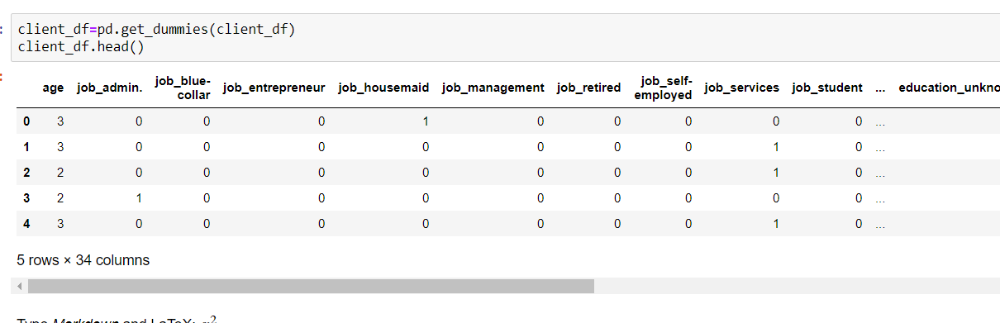 client_df=pd.get_dummies(client_df)
client_df.head()
age job_admin. job_blue-collar job_entrepreneur job_housemaid job_management job_retired job_self-employed job_services job_student ... education_unkno
0 3 0 0 0 1 0 0 0 0 0 ...
1 3 0 0 0 0 0 0 0 1 0 ...
2 2 0 0 0 0 0 0 0 1 0 ...
3 2 1 0 0 0 0 0 0 0 0 ...
4 3 0 0 0 0 0 0 0 1 0 ...
5 rows × 34 columns
Type Markdown and LaTeX: